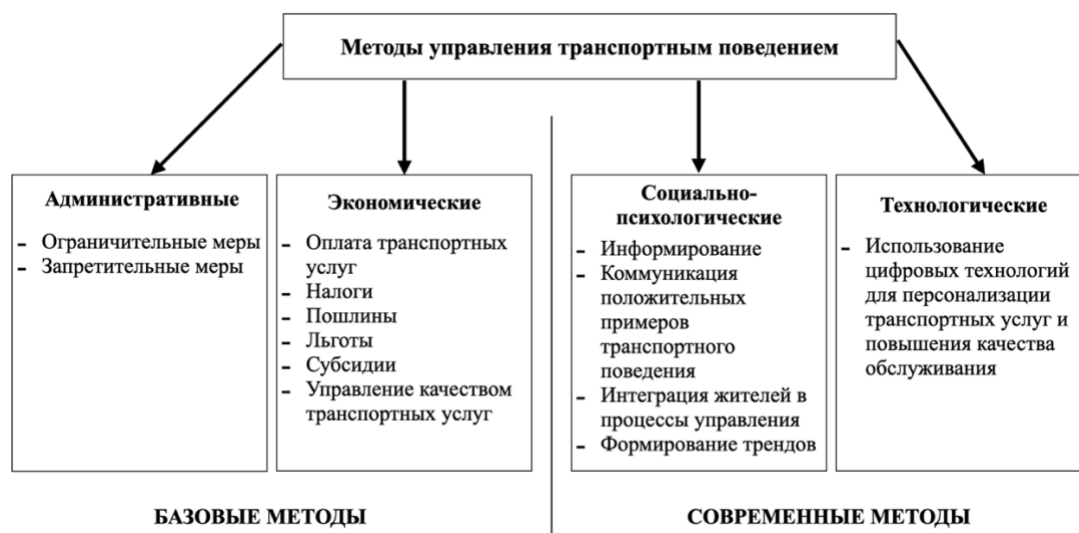 Методы управления транспортным поведением
Административные
- Ограничительные меры
- Запретительные меры
Экономические
- Оплата транспортных
услуг
- Налоги
- Пошлины
- Льготы
- Субсидии
- Управление качеством
транспортных услуг
Социально-
психологические
- Информирование
- Коммуникация
положительных
примеров
транспортного
поведения
- Интеграция жителей в
процессы управления
- Формирование трендов
Технологические
- Использование
цифровых технологий
для персонализации
транспортных услуг и
повышения качества
обслуживания
БАЗОВЫЕ МЕТОДЫ
СОВРЕМЕННЫЕ МЕТОДЫ